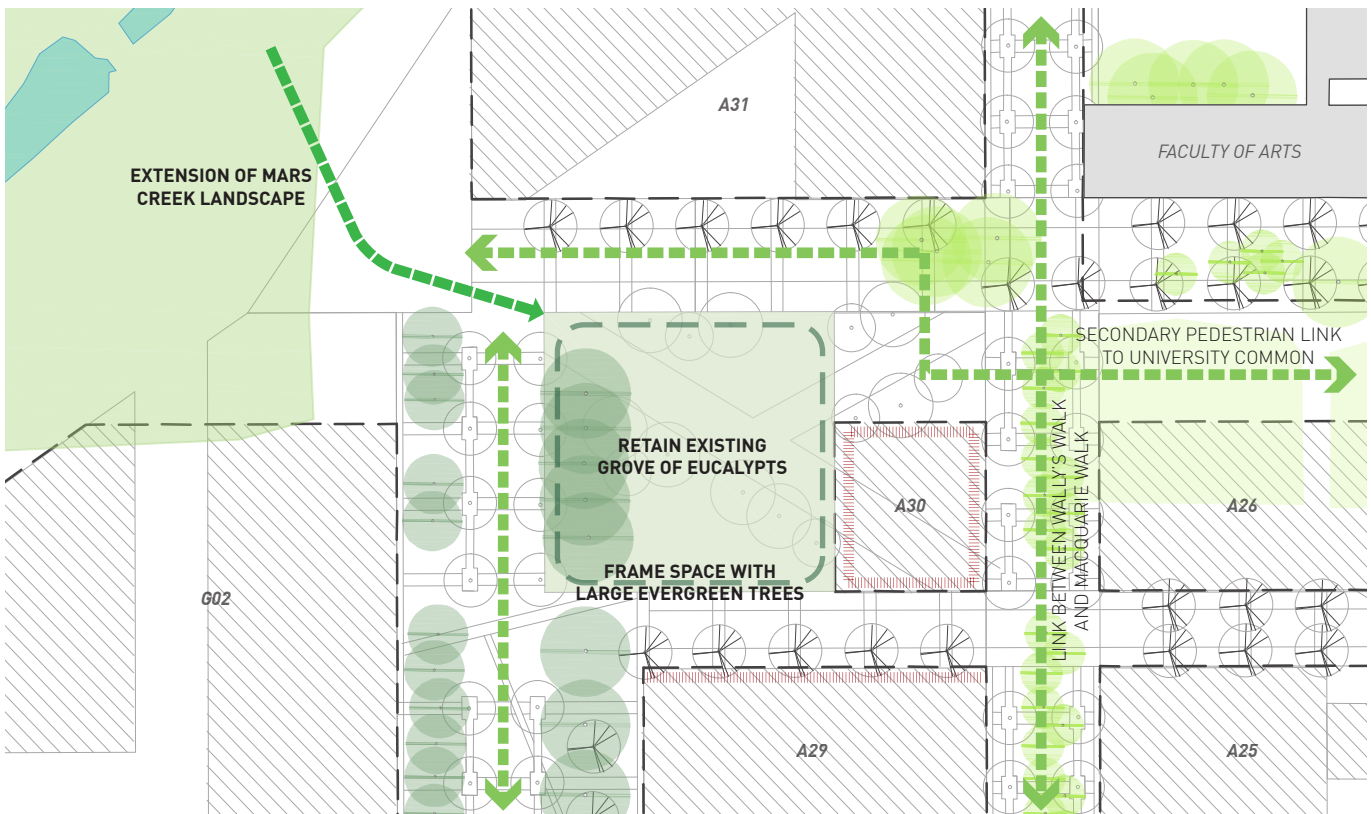 A31
FACULTY OF ARTS
EXTENSION OF MARS
CREEK LANDSCAPE
SECONDARY PEDESTRIAN LINK
TO UNIVERSITY COMMON
RETAIN EXISTING
GROVE OF EUCALYPTS
A30
LINK BETWEEN WALLY'S WALK
AND MACQUARIE WALK
A26
FRAME SPACE WITH
LARGE EVERGREEN TREES
G02
A29
A25